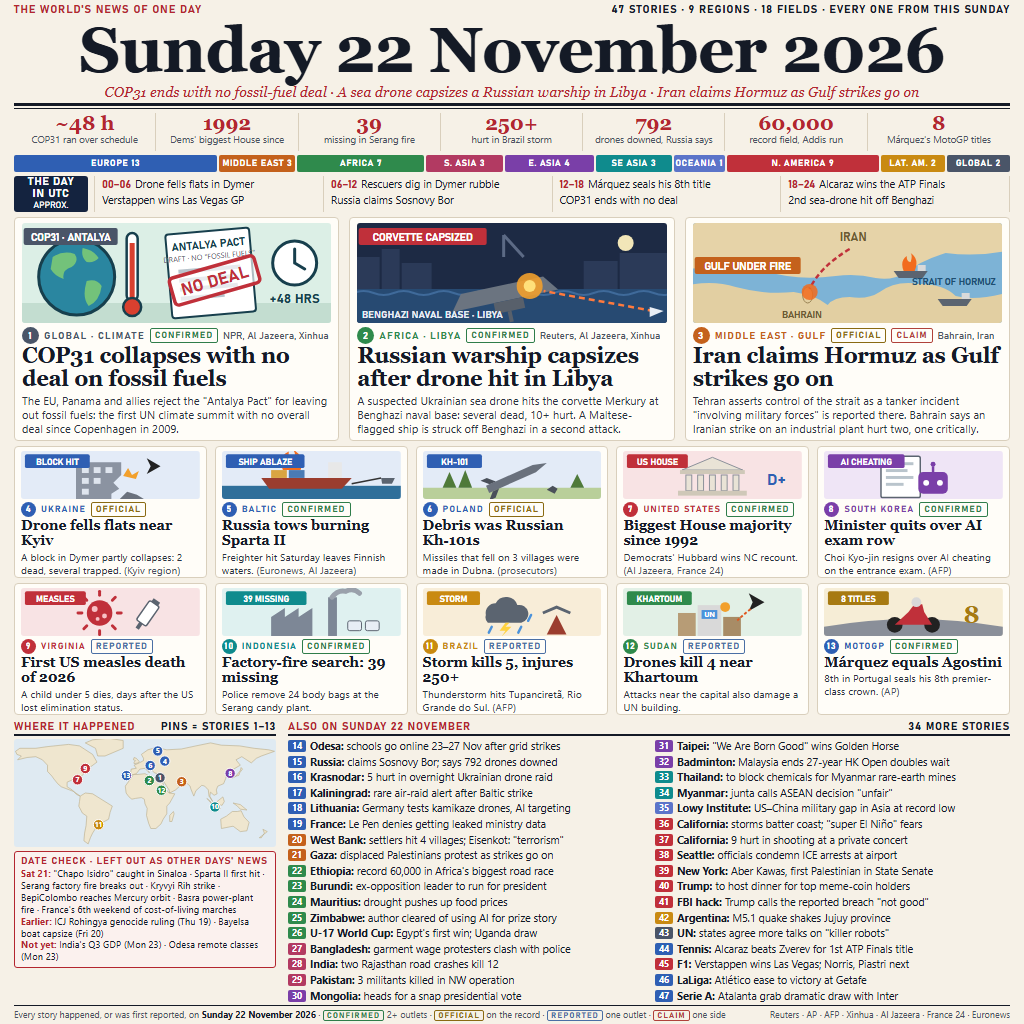 THE WORLD'S NEWS OF ONE DAY
47 STORIES · 9 REGIONS · 18 FIELDS · EVERY ONE FROM THIS SUNDAY
Sunday 22 November 2026
COP31 ends with no fossil-fuel deal · A sea drone capsizes a Russian warship in Libya · Iran claims Hormuz as Gulf strikes go on
~48 h
COP31 ran over schedule
1992
Dems' biggest House since
39
missing in Serang fire
250+
hurt in Brazil storm
792
drones downed, Russia says
60,000
record field, Addis run
8
Márquez's MotoGP titles
EUROPE 13
MIDDLE EAST 3
AFRICA 7
S. ASIA 3
E. ASIA 4
SE ASIA 3
OCEANIA 1
N. AMERICA 9
LAT. AM. 2
GLOBAL 2
THE DAY
IN UTC
APPROX.
00–06 Drone fells flats in Dymer
Verstappen wins Las Vegas GP
06–12 Rescuers dig in Dymer rubble
Russia claims Sosnovy Bor
12–18 Márquez seals his 8th title
COP31 ends with no deal
18–24 Alcaraz wins the ATP Finals
2nd sea-drone hit off Benghazi
COP31 · ANTALYA
ANTALYA PACT
DRAFT · NO "FOSSIL FUELS"
NO DEAL
+48 HRS
1 GLOBAL · CLIMATE CONFIRMED NPR, Al Jazeera, Xinhua
COP31 collapses with no
deal on fossil fuels
The EU, Panama and allies reject the "Antalya Pact" for leaving
out fossil fuels: the first UN climate summit with no overall
deal since Copenhagen in 2009.
CORVETTE CAPSIZED
BENGHAZI NAVAL BASE · LIBYA
2 AFRICA · LIBYA CONFIRMED Reuters, Al Jazeera, Xinhua
Russian warship capsizes
after drone hit in Libya
A suspected Ukrainian sea drone hits the corvette Merkury at
Benghazi naval base: several dead, 10+ hurt. A Maltese-
flagged ship is struck off Benghazi in a second attack.
IRAN
GULF UNDER FIRE
STRAIT OF HORMUZ
BAHRAIN
3 MIDDLE EAST · GULF OFFICIAL CLAIM Bahrain, Iran
Iran claims Hormuz as Gulf
strikes go on
Tehran asserts control of the strait as a tanker incident
"involving military forces" is reported there. Bahrain says an
Iranian strike on an industrial plant hurt two, one critically.
BLOCK HIT
4 UKRAINE OFFICIAL
Drone fells flats near
Kyiv
A block in Dymer partly collapses: 2
dead, several trapped. (Kyiv region)
SHIP ABLAZE
5 BALTIC CONFIRMED
Russia tows burning
Sparta II
Freighter hit Saturday leaves Finnish
waters. (Euronews, Al Jazeera)
KH-101
6 POLAND OFFICIAL
Debris was Russian
Kh-101s
Missiles that fell on 3 villages were
made in Dubna. (prosecutors)
US HOUSE
D+
7 UNITED STATES CONFIRMED
Biggest House majority
since 1992
Democrats' Hubbard wins NC recount.
(Al Jazeera, France 24)
AI CHEATING
8 SOUTH KOREA CONFIRMED
Minister quits over AI
exam row
Choi Kyo-jin resigns over AI cheating
on the entrance exam. (AFP)
MEASLES
9 VIRGINIA REPORTED
First US measles death
of 2026
A child under 5 dies, days after the US
lost elimination status.
39 MISSING
10 INDONESIA CONFIRMED
Factory-fire search: 39
missing
Police remove 24 body bags at the
Serang candy plant.
STORM
11 BRAZIL REPORTED
Storm kills 5, injures
250+
Thunderstorm hits Tupanciretã, Rio
Grande do Sul. (AFP)
KHARTOUM
UN
12 SUDAN REPORTED
Drones kill 4 near
Khartoum
Attacks near the capital also damage a
UN building.
8 TITLES
8
13 MOTOGP CONFIRMED
Márquez equals Agostini
8th in Portugal seals his 8th premier-
class crown. (AP)
WHERE IT HAPPENED PINS = STORIES 1–13
5
4
6
9
7
13
2
1
3
12
8
10
11
DATE CHECK · LEFT OUT AS OTHER DAYS' NEWS
Sat 21: "Chapo Isidro" caught in Sinaloa · Sparta II first hit ·
Serang factory fire breaks out · Kryvyi Rih strike ·
BepiColombo reaches Mercury orbit · Basra power-plant
fire · France's 6th weekend of cost-of-living marches
Earlier: ICJ Rohingya genocide ruling (Thu 19) · Bayelsa
boat capsize (Fri 20)
Not yet: India's Q3 GDP (Mon 23) · Odesa remote classes
(Mon 23)
ALSO ON SUNDAY 22 NOVEMBER
34 MORE STORIES
14 Odesa: schools go online 23–27 Nov after grid strikes
15 Russia: claims Sosnovy Bor; says 792 drones downed
16 Krasnodar: 5 hurt in overnight Ukrainian drone raid
17 Kaliningrad: rare air-raid alert after Baltic strike
18 Lithuania: Germany tests kamikaze drones, AI targeting
19 France: Le Pen denies getting leaked ministry data
20 West Bank: settlers hit 4 villages; Eisenkot: "terrorism"
21 Gaza: displaced Palestinians protest as strikes go on
22 Ethiopia: record 60,000 in Africa's biggest road race
23 Burundi: ex-opposition leader to run for president
24 Mauritius: drought pushes up food prices
25 Zimbabwe: author cleared of using AI for prize story
26 U-17 World Cup: Egypt's first win; Uganda draw
27 Bangladesh: garment wage protesters clash with police
28 India: two Rajasthan road crashes kill 12
29 Pakistan: 3 militants killed in NW operation
30 Mongolia: heads for a snap presidential vote
31 Taipei: "We Are Born Good" wins Golden Horse
32 Badminton: Malaysia ends 27-year HK Open doubles wait
33 Thailand: to block chemicals for Myanmar rare-earth mines
34 Myanmar: junta calls ASEAN decision "unfair"
35 Lowy Institute: US–China military gap in Asia at record low
36 California: storms batter coast; "super El Niño" fears
37 California: 9 hurt in shooting at a private concert
38 Seattle: officials condemn ICE arrests at airport
39 New York: Aber Kawas, first Palestinian in State Senate
40 Trump: to host dinner for top meme-coin holders
41 FBI hack: Trump calls the reported breach "not good"
42 Argentina: M5.1 quake shakes Jujuy province
43 UN: states agree more talks on "killer robots"
44 Tennis: Alcaraz beats Zverev for 1st ATP Finals title
45 F1: Verstappen wins Las Vegas; Norris, Piastri next
46 LaLiga: Atlético ease to victory at Getafe
47 Serie A: Atalanta grab dramatic draw with Inter
Every story happened, or was first reported, on Sunday 22 November 2026 · CONFIRMED 2+ outlets · OFFICIAL on the record · REPORTED one outlet · CLAIM one side
Reuters · AP · AFP · Xinhua · Al Jazeera · France 24 · Euronews